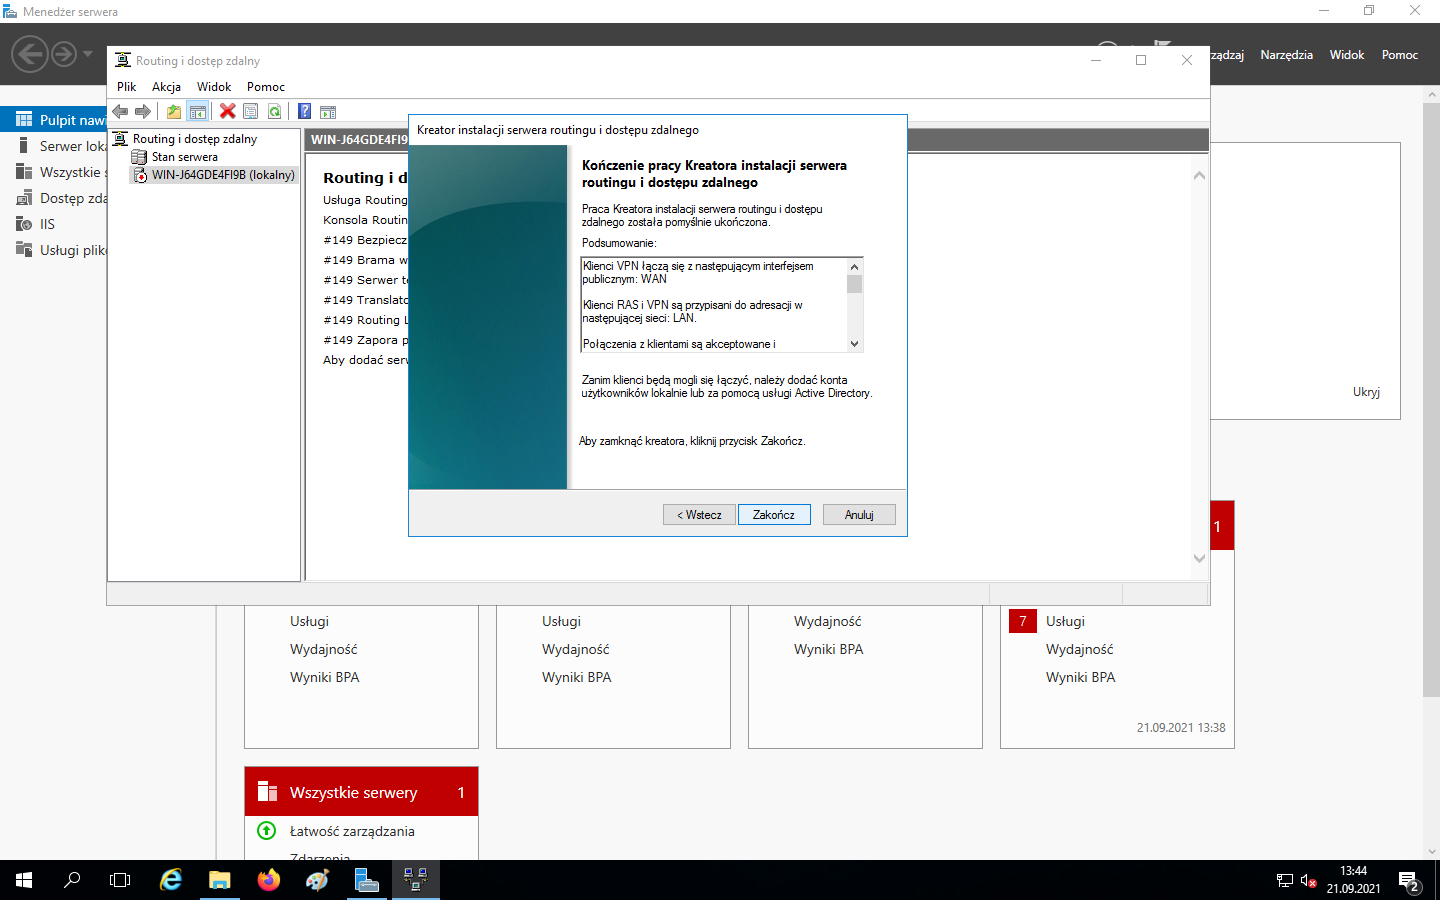 Menedżer serwera
ządzaj
Narzędzia
Widok
Pomoc
Routing i dostęp zdalny
Plik
Akcja
Widok
Pomoc
Pulpit nawi
Serwer loka
Wszystkie s
Dostęp zda
IIS
Usługi plik
Routing i dostęp zdalny
Stan serwera
WIN-J64GDE4FI9B (lokalny)
WIN-J64GDE4FI9
Routing i d
Usługa Routing
Konsola Routin
#149 Bezpiecz
#149 Brama w
#149 Serwer te
#149 Translato
#149 Routing L
#149 Zapora p
Aby dodać serw
Kreator instalacji serwera routingu i dostępu zdalnego
Kończenie pracy Kreatora instalacji serwera
routingu i dostępu zdalnego
Praca Kreatora instalacji serwera routingu i dostępu
zdalnego została pomyślnie ukończona.
Podsumowanie:
Klienci VPN łączą się z następującym interfejsem
publicznym: WAN
Klienci RAS i VPN są przypisani do adresacji w
następującej sieci: LAN.
Połączenia z klientami są akceptowane i
Zanim klienci będą mogli się łączyć, należy dodać konta
użytkowników lokalnie lub za pomocą usługi Active Directory.
Aby zamknąć kreatora, kliknij przycisk Zakończ.
< Wstecz
Zakończ
Anuluj
Ukryj
1
Usługi
Wydajność
Wyniki BPA
Usługi
Wydajność
Wyniki BPA
Wydajność
Wyniki BPA
7 Usługi
Wydajność
Wyniki BPA
21.09.2021 13:38
Wszystkie serwery 1
Łatwość zarządzania
Zdarzenia
13:44
21.09.2021
2